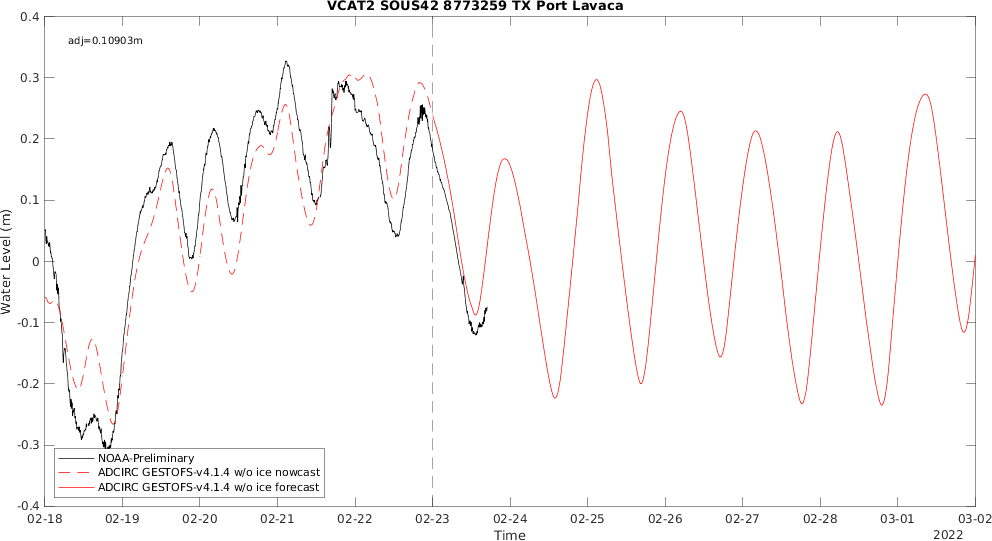 VCAT2 SOUS42 8773259 TX Port Lavaca
adj=0.10903m
Water Level (m)
0.4
0.3
0.2
0.1
0
-0.1
-0.2
-0.3
-0.4
NOAA-Preliminary
ADCIRC GESTOFS-v4.1.4 w/o ice nowcast
ADCIRC GESTOFS-v4.1.4 w/o ice forecast
02-18 02-19 02-20 02-21 02-22 02-23 02-24 02-25 02-26 02-27 02-28 03-01 03-02
Time
2022